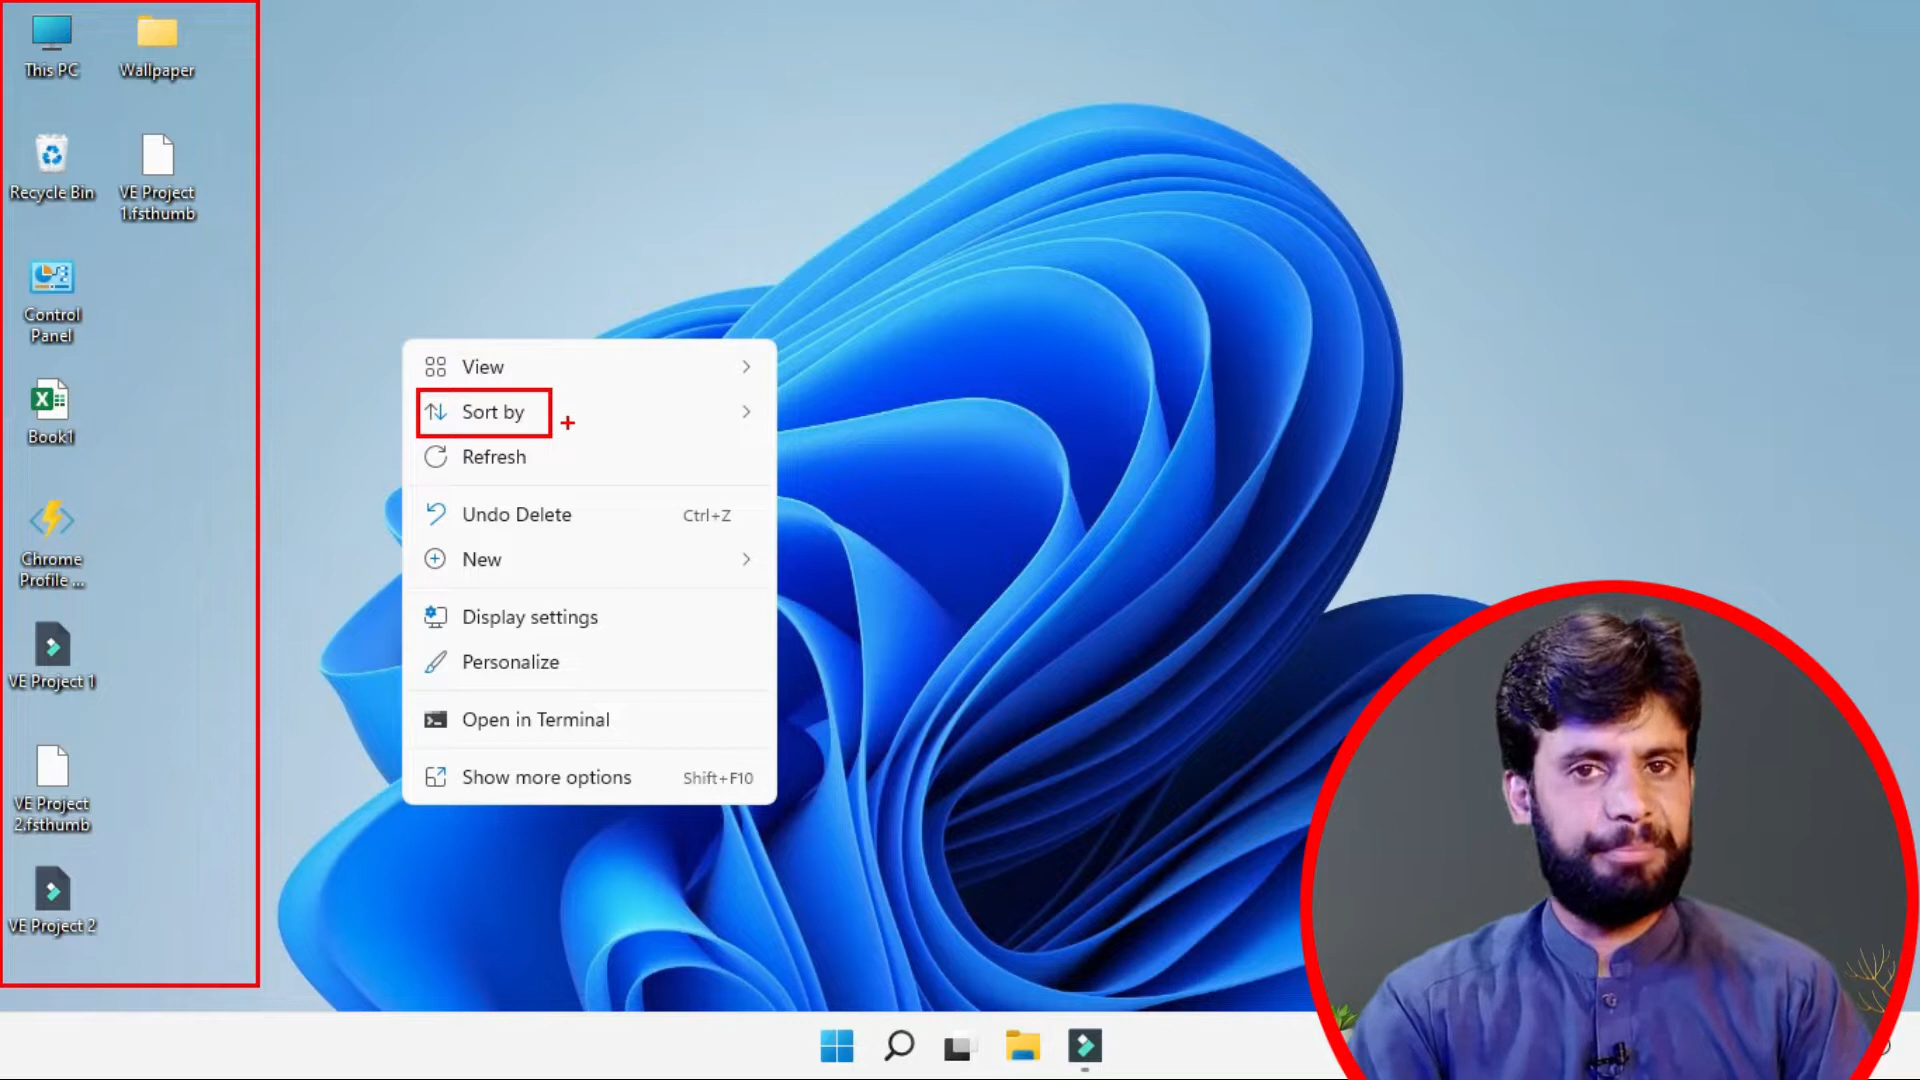 This PC
Wallpaper
Recycle Bin
VE Project
1.fsthumb
Control
Panel
Book1
Chrome
Profile ...
VE Project 1
VE Project
2.fsthumb
VE Project 2
View
Sort by
Refresh
Undo Delete Ctrl+Z
New
Display settings
Personalize
Open in Terminal
Show more options Shift+F10